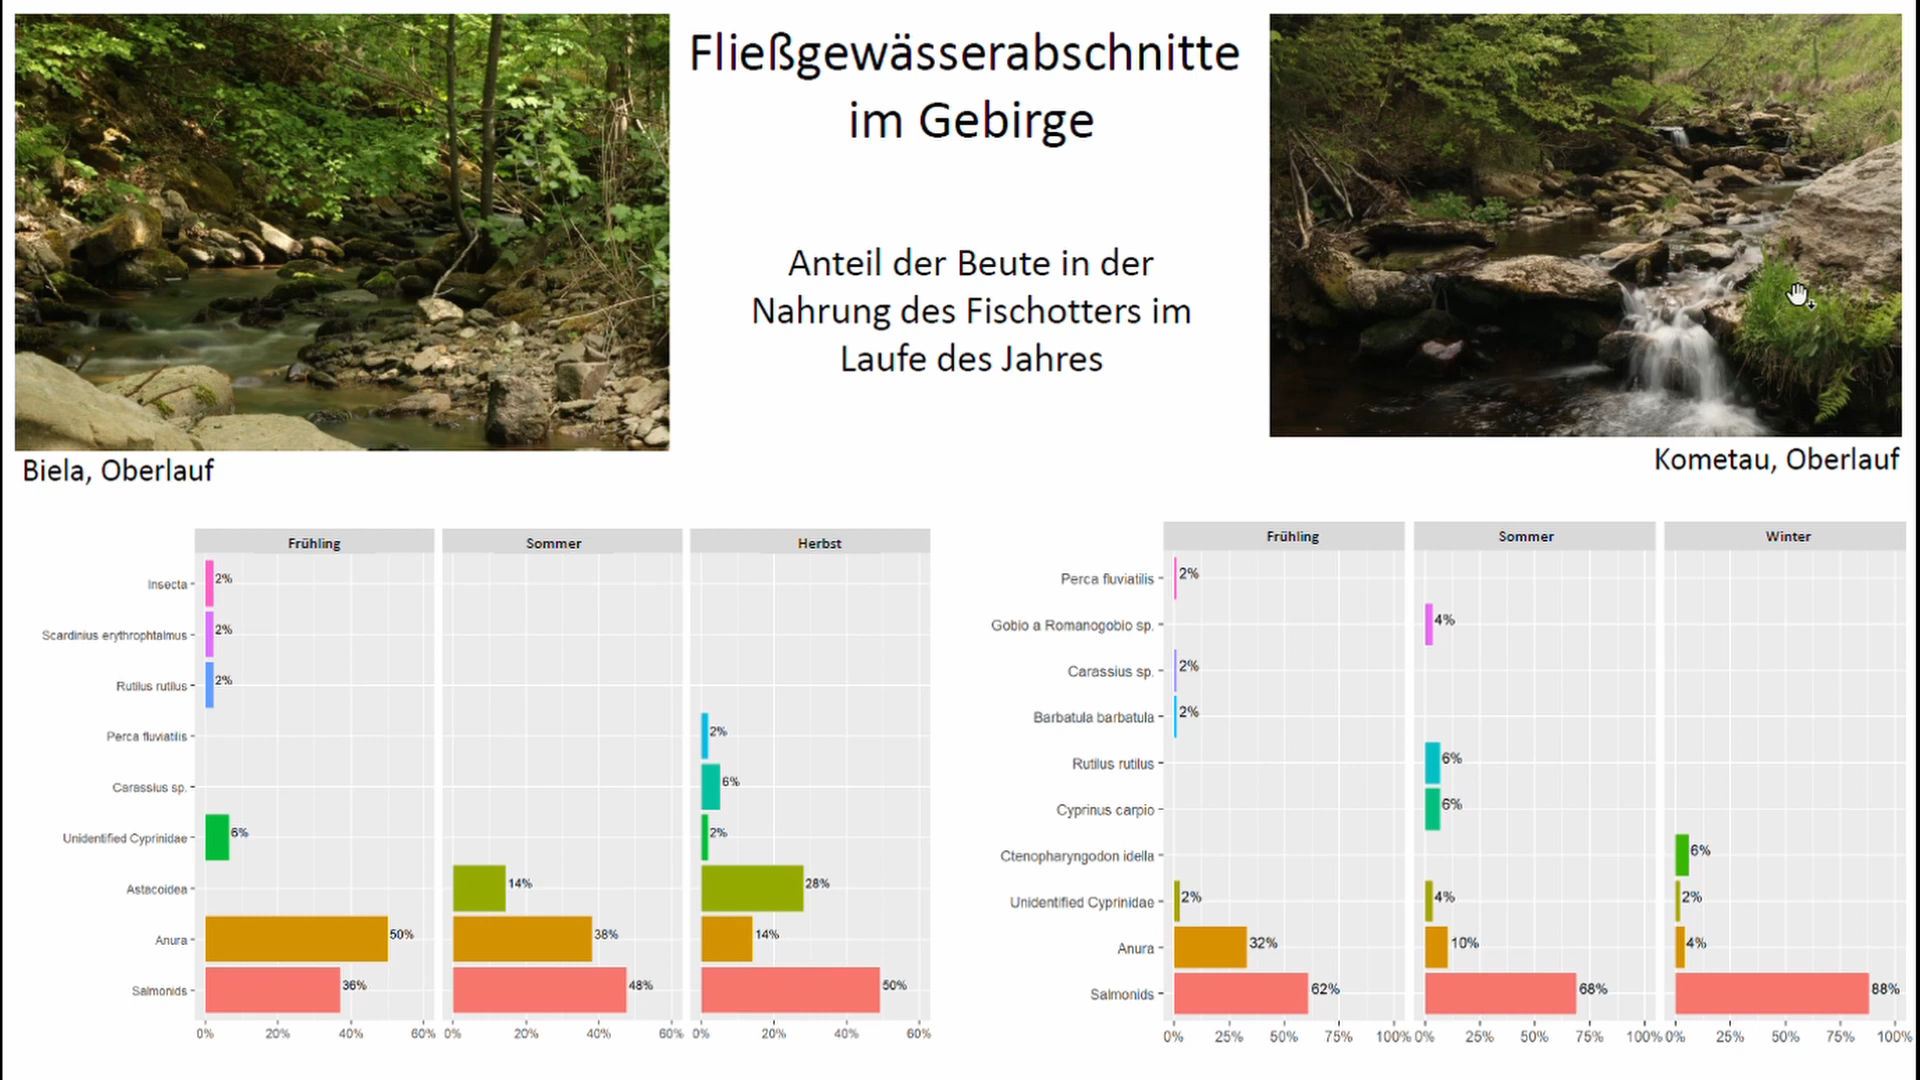 Fließgewässerabschnitte
im Gebirge
Anteil der Beute in der
Nahrung des Fischotters im
Laufe des Jahres
Biela, Oberlauf
Kometau, Oberlauf
Frühling Sommer Herbst
Insecta 2%
Scardinius erythrophtalmus 2%
Rutilus rutilus 2%
Perca fluviatilis 2%
Carassius sp. 6%
Unidentified Cyprinidae 6% 2%
Astacoidea 14% 28%
Anura 50% 38% 14%
Salmonids 36% 48% 50%
0% 20% 40% 60% 0% 20% 40% 60% 0% 20% 40% 60%
Frühling Sommer Winter
Perca fluviatilis 2%
Gobio a Romanogobio sp. 4%
Carassius sp. 2%
Barbatula barbatula 2%
Rutilus rutilus 6%
Cyprinus carpio 6%
Ctenopharyngodon idella 6%
Unidentified Cyprinidae 2% 4% 2%
Anura 32% 10% 4%
Salmonids 62% 68% 88%
0% 25% 50% 75% 100% 0% 25% 50% 75% 100% 0% 25% 50% 75% 100%